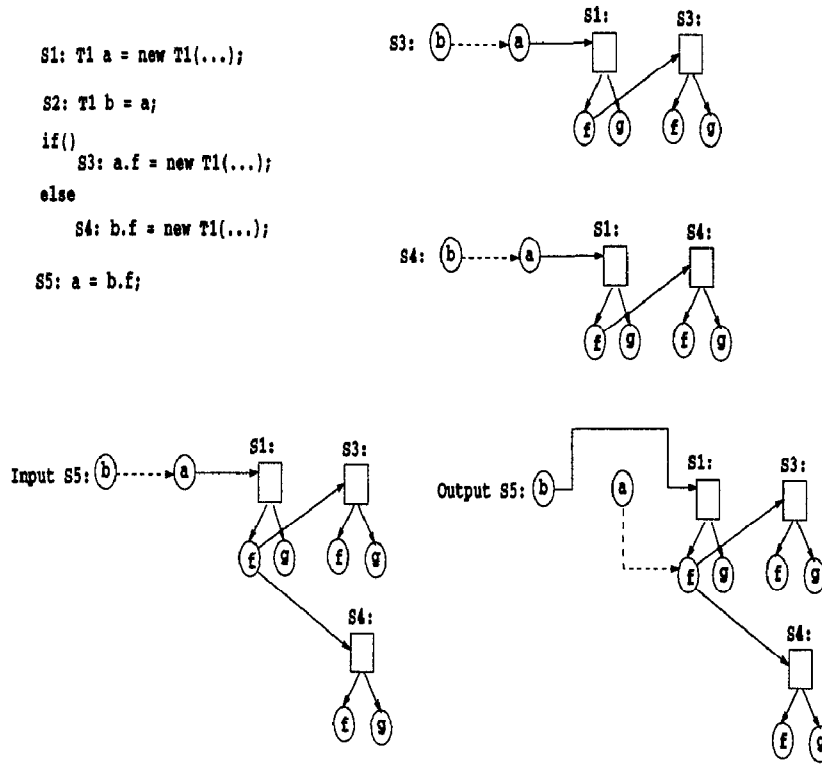 S1: T1 a = new T1(...);
S2: T1 b = a;
if()
S3: a.f = new T1(...);
else
S4: b.f = new T1(...);
S5: a = b.f;
S1: S3:
S3: b a
f g f g
S1: S4:
S4: b a
f g f g
S1: S3:
Input S5: b a
f g f g
S4:
f g
S1: S3:
Output S5: b a
f g f g
S4:
f g